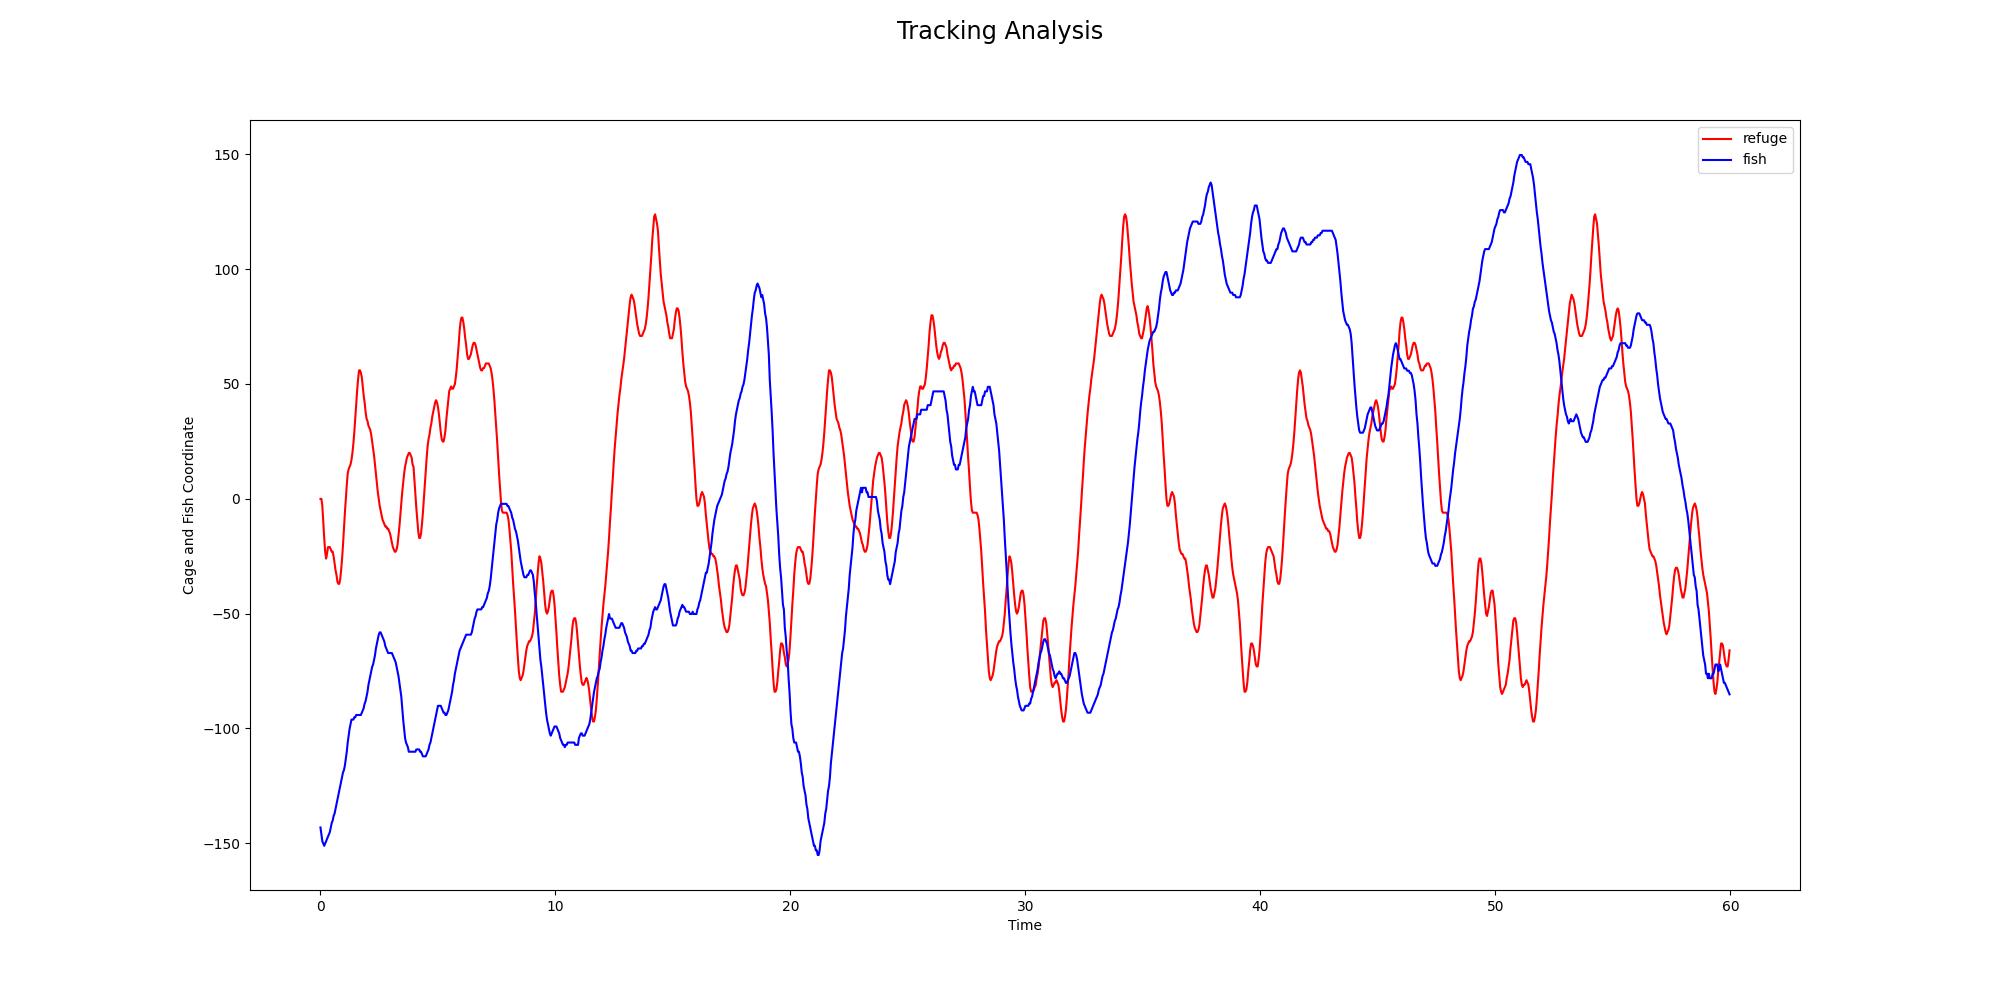 Tracking Analysis
refuge
fish
Cage and Fish Coordinate
150
100
50
0
−50
−100
−150
0 10 20 30 40 50 60
Time